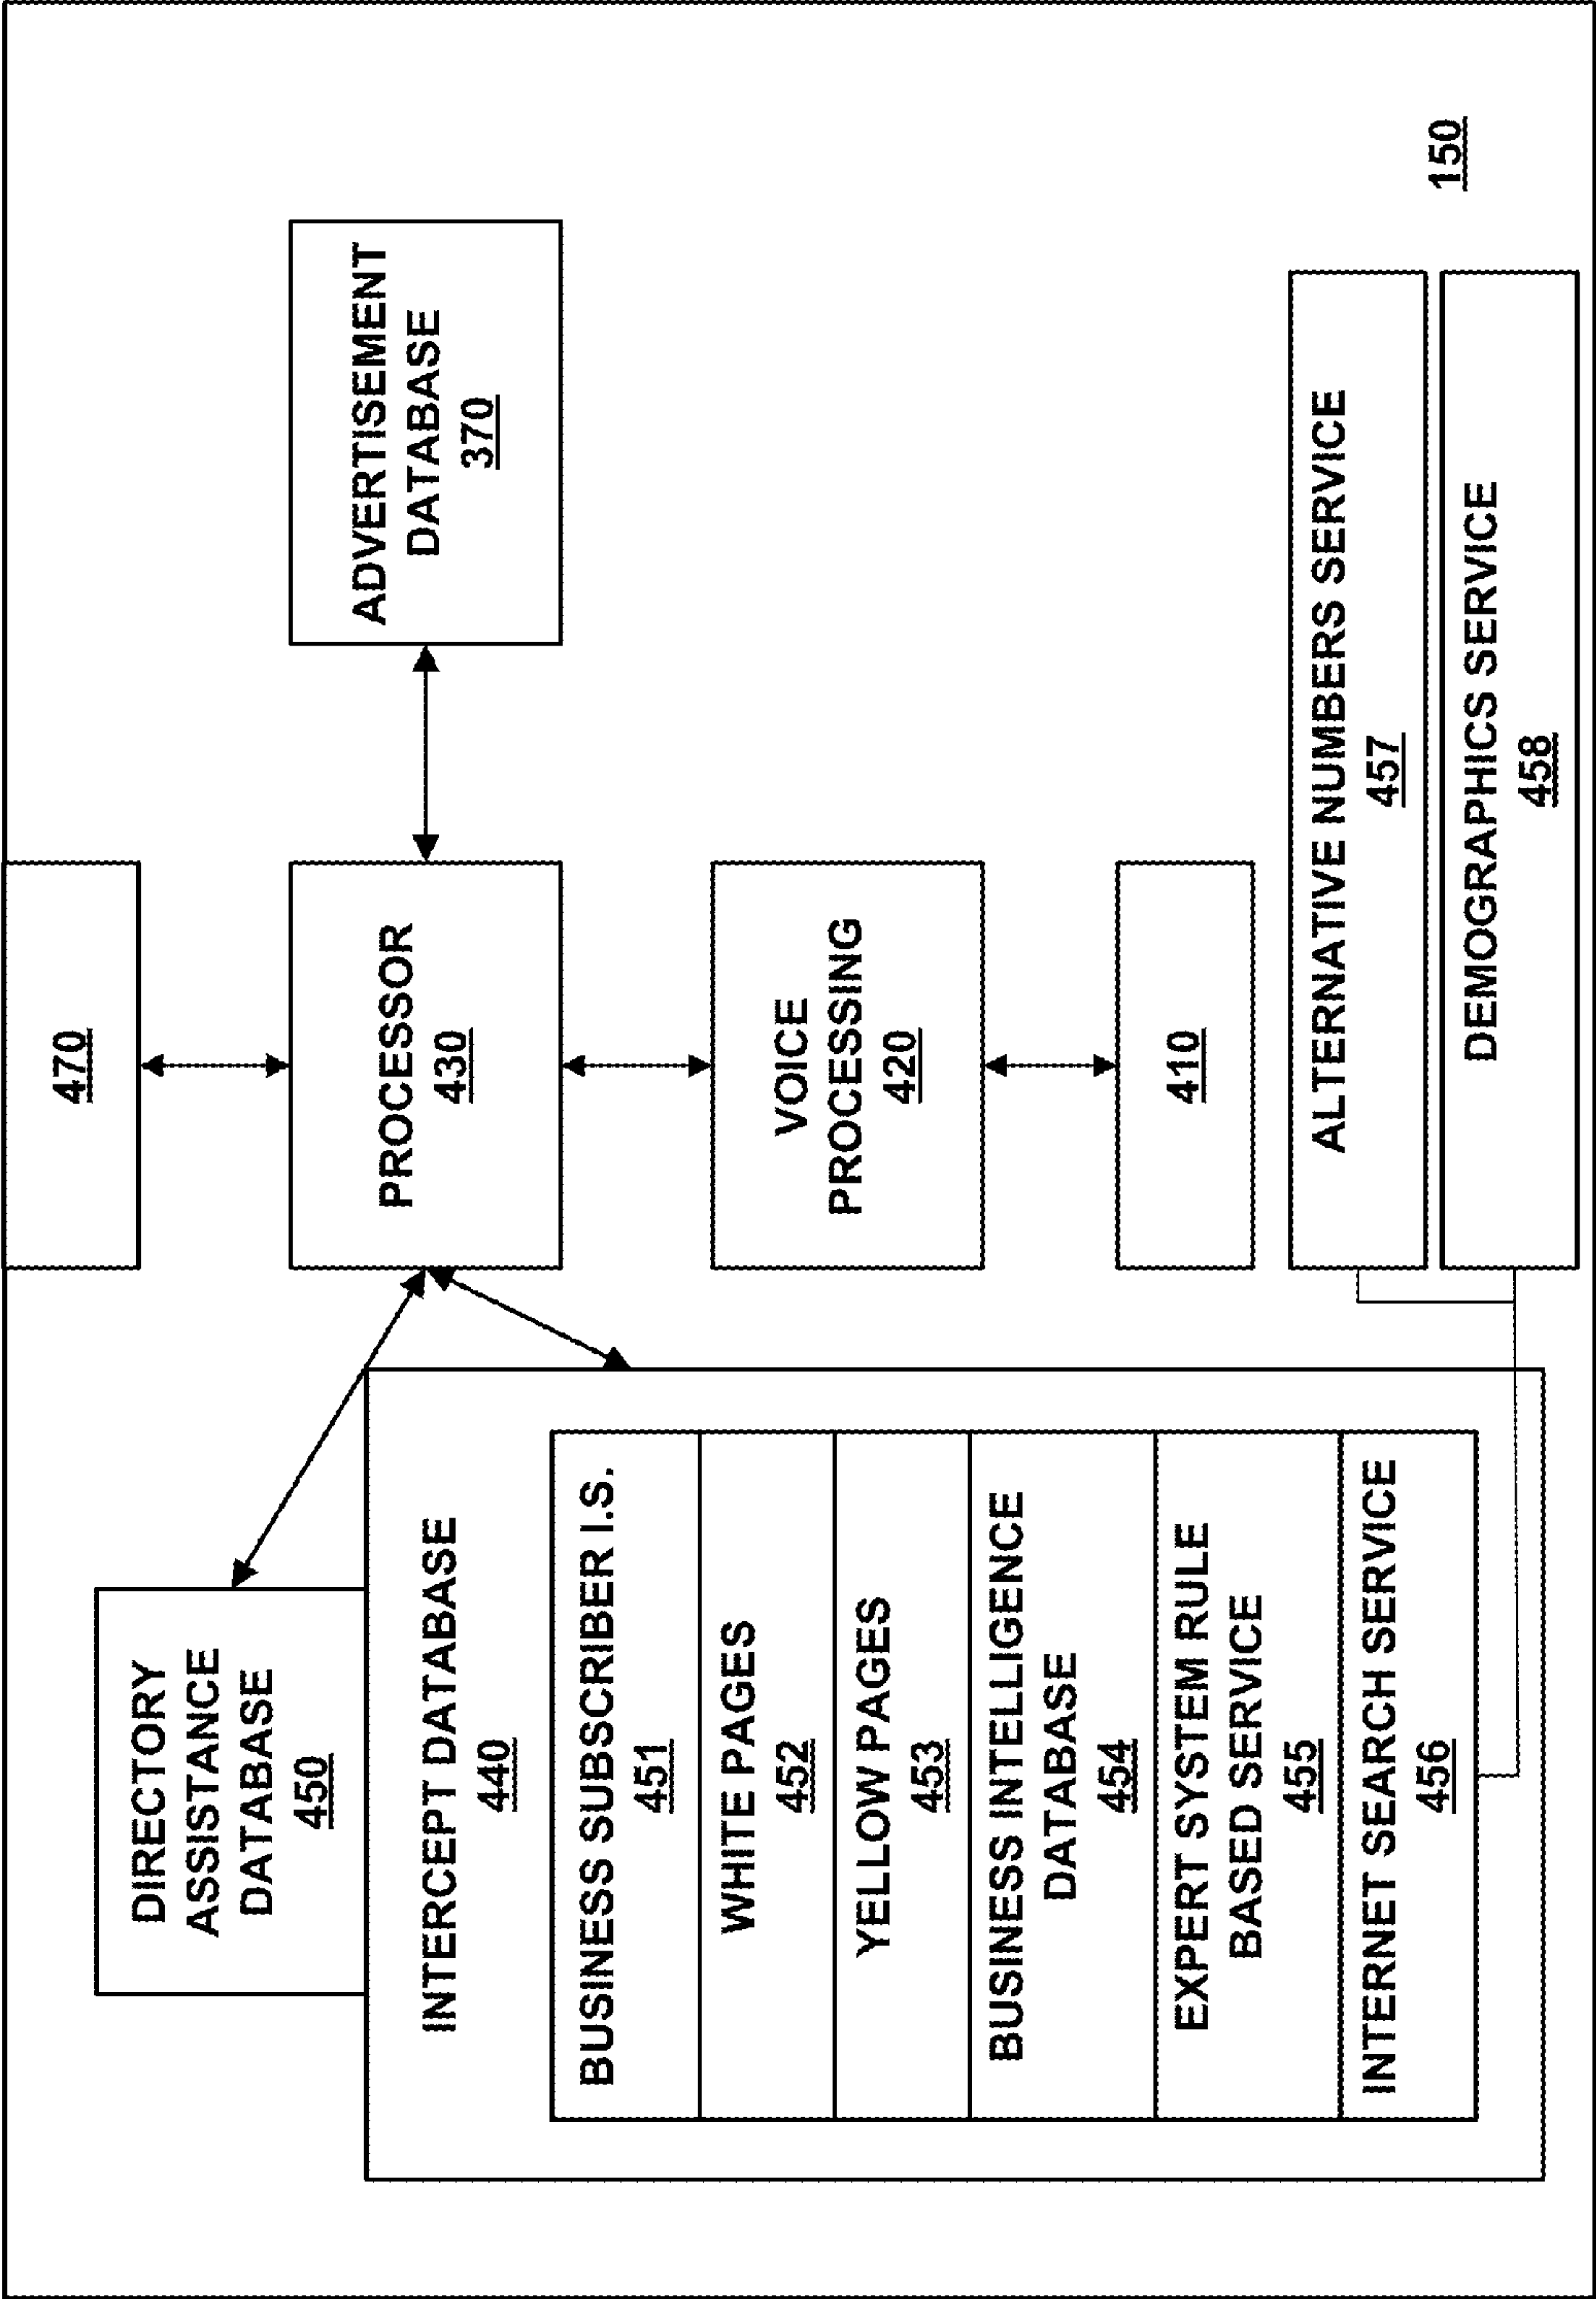 470
DIRECTORY
ASSISTANCE
DATABASE
450
PROCESSOR
430
ADVERTISEMENT
DATABASE
370
INTERCEPT DATABASE
440
BUSINESS SUBSCRIBER I.S.
451
WHITE PAGES
452
YELLOW PAGES
453
BUSINESS INTELLIGENCE
DATABASE
454
EXPERT SYSTEM RULE
BASED SERVICE
455
INTERNET SEARCH SERVICE
456
VOICE
PROCESSING
420
410
ALTERNATIVE NUMBERS SERVICE
457
DEMOGRAPHICS SERVICE
458
150